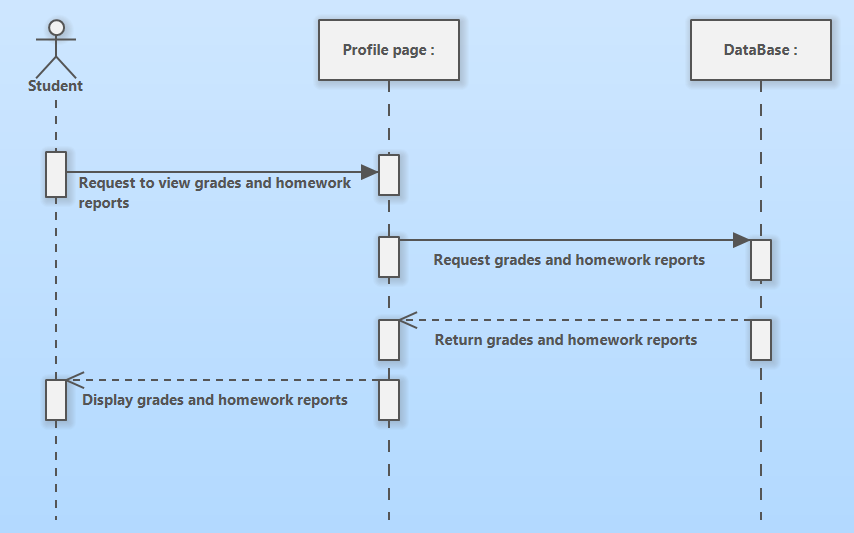 Profile page :
DataBase :
Student
Request to view grades and homework
reports
Request grades and homework reports
Return grades and homework reports
Display grades and homework reports